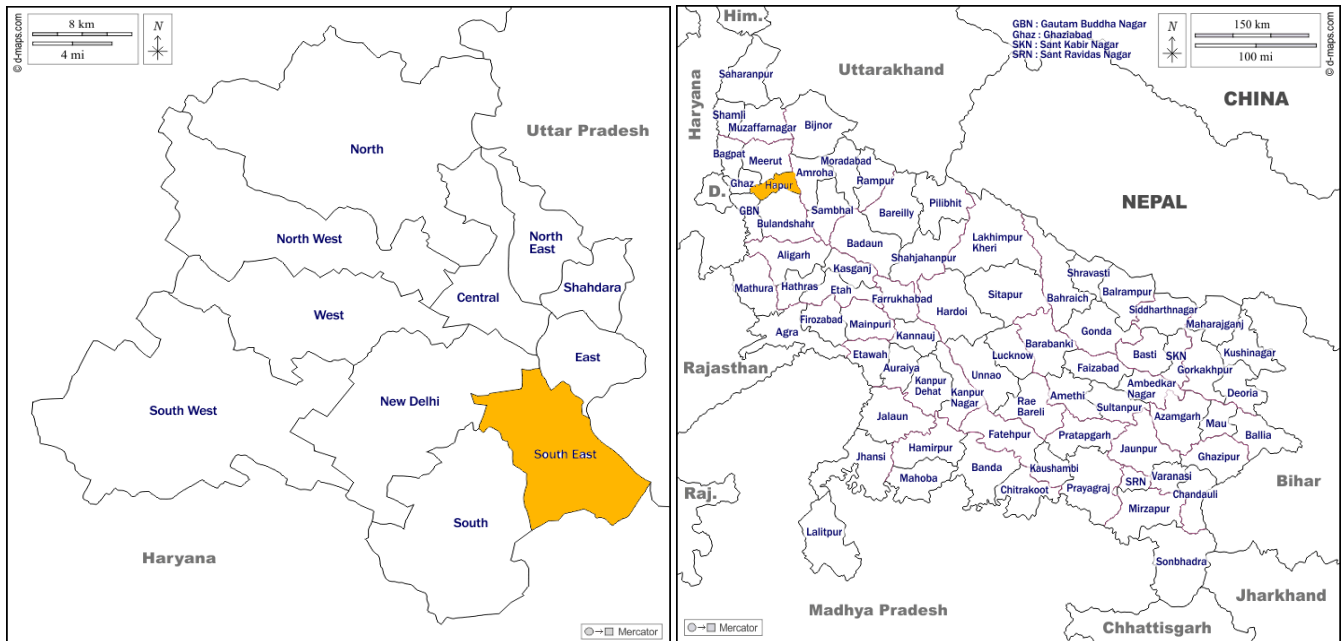 © d-maps.com
8 km
4 mi
N
Uttar Pradesh
North
North West
North
East
Shahdara
Central
West
East
South West
New Delhi
South East
South
Haryana
Mercator
Him.
GBN : Gautam Buddha Nagar
Ghaz : Ghaziabad
SKN : Sant Kabir Nagar
SRN : Sant Ravidas Nagar
N
150 km
100 mi
© d-maps.com
Uttarakhand
Saharanpur
CHINA
Haryana
Shamli
Muzaffarnagar
Bijnor
Bagpat
Meerut
Moradabad
Amroha
Rampur
Ghaz.
Hapur
D.
NEPAL
GBN
Sambhal
Bareilly
Pilibhit
Bulandshahr
Badaun
Lakhimpur
Kheri
Aligarh
Shahjahanpur
Kasganj
Shravasti
Mathura
Hathras
Etah
Farrukhabad
Sitapur
Bahraich
Balrampur
Siddharthnagar
Hardoi
Firozabad
Mainpuri
Maharajganj
Agra
Kannauj
Gonda
Barabanki
Etawah
Lucknow
Basti
SKN
Kushinagar
Rajasthan
Auraiya
Unnao
Faizabad
Gorkakhpur
Kanpur
Dehat
Kanpur
Nagar
Ambedkar
Nagar
Deoria
Rae
Bareli
Amethi
Sultanpur
Azamgarh
Jalaun
Mau
Ballia
Fatehpur
Pratapgarh
Jaunpur
Hamirpur
Ghazipur
Jhansi
Banda
Kaushambi
Mahoba
Chitrakoot
Prayagraj
SRN
Varanasi
Chandauli
Bihar
Raj.
Mirzapur
Lalitpur
Sonbhadra
Madhya Pradesh
Jharkhand
Chhattisgarh
Mercator